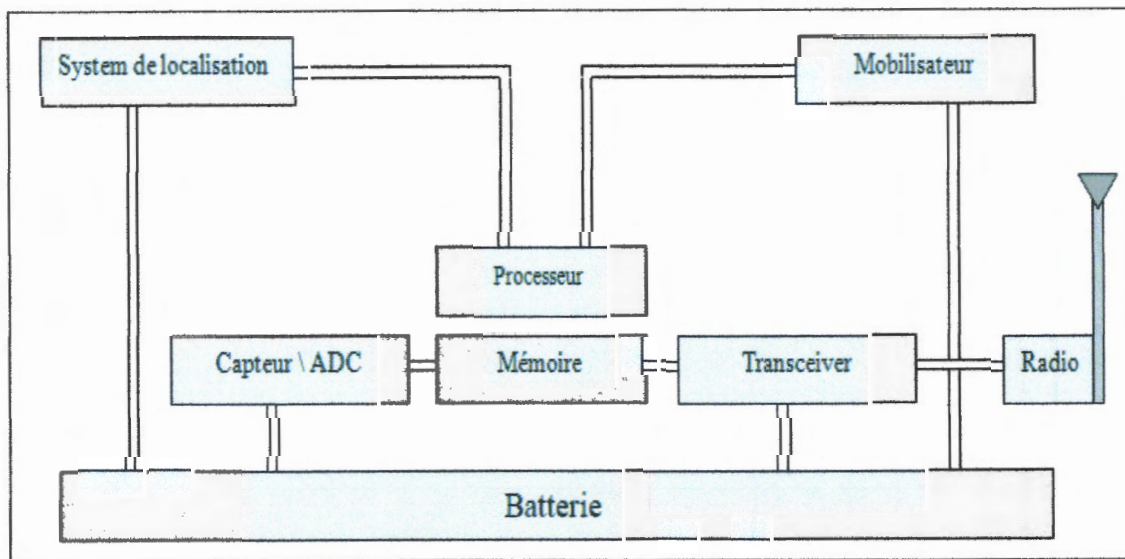 System de localisation
Mobilisateur
Processeur
Capteur \ ADC
Mémoire
Transceiver
Radio
Batterie